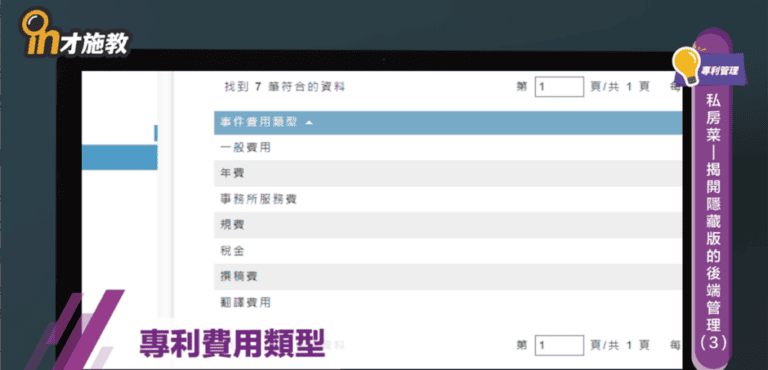 in才施教
專利管理
私房菜—揭開隱藏版的後端管理(3)
找到 7 筆符合的資料
第 1 頁/共 1 頁 每
事件費用類型
一般費用
年費
事務所服務費
規費
稅金
撰稿費
翻譯費用
資料
第 1 頁/共 1 頁 每
專利費用類型